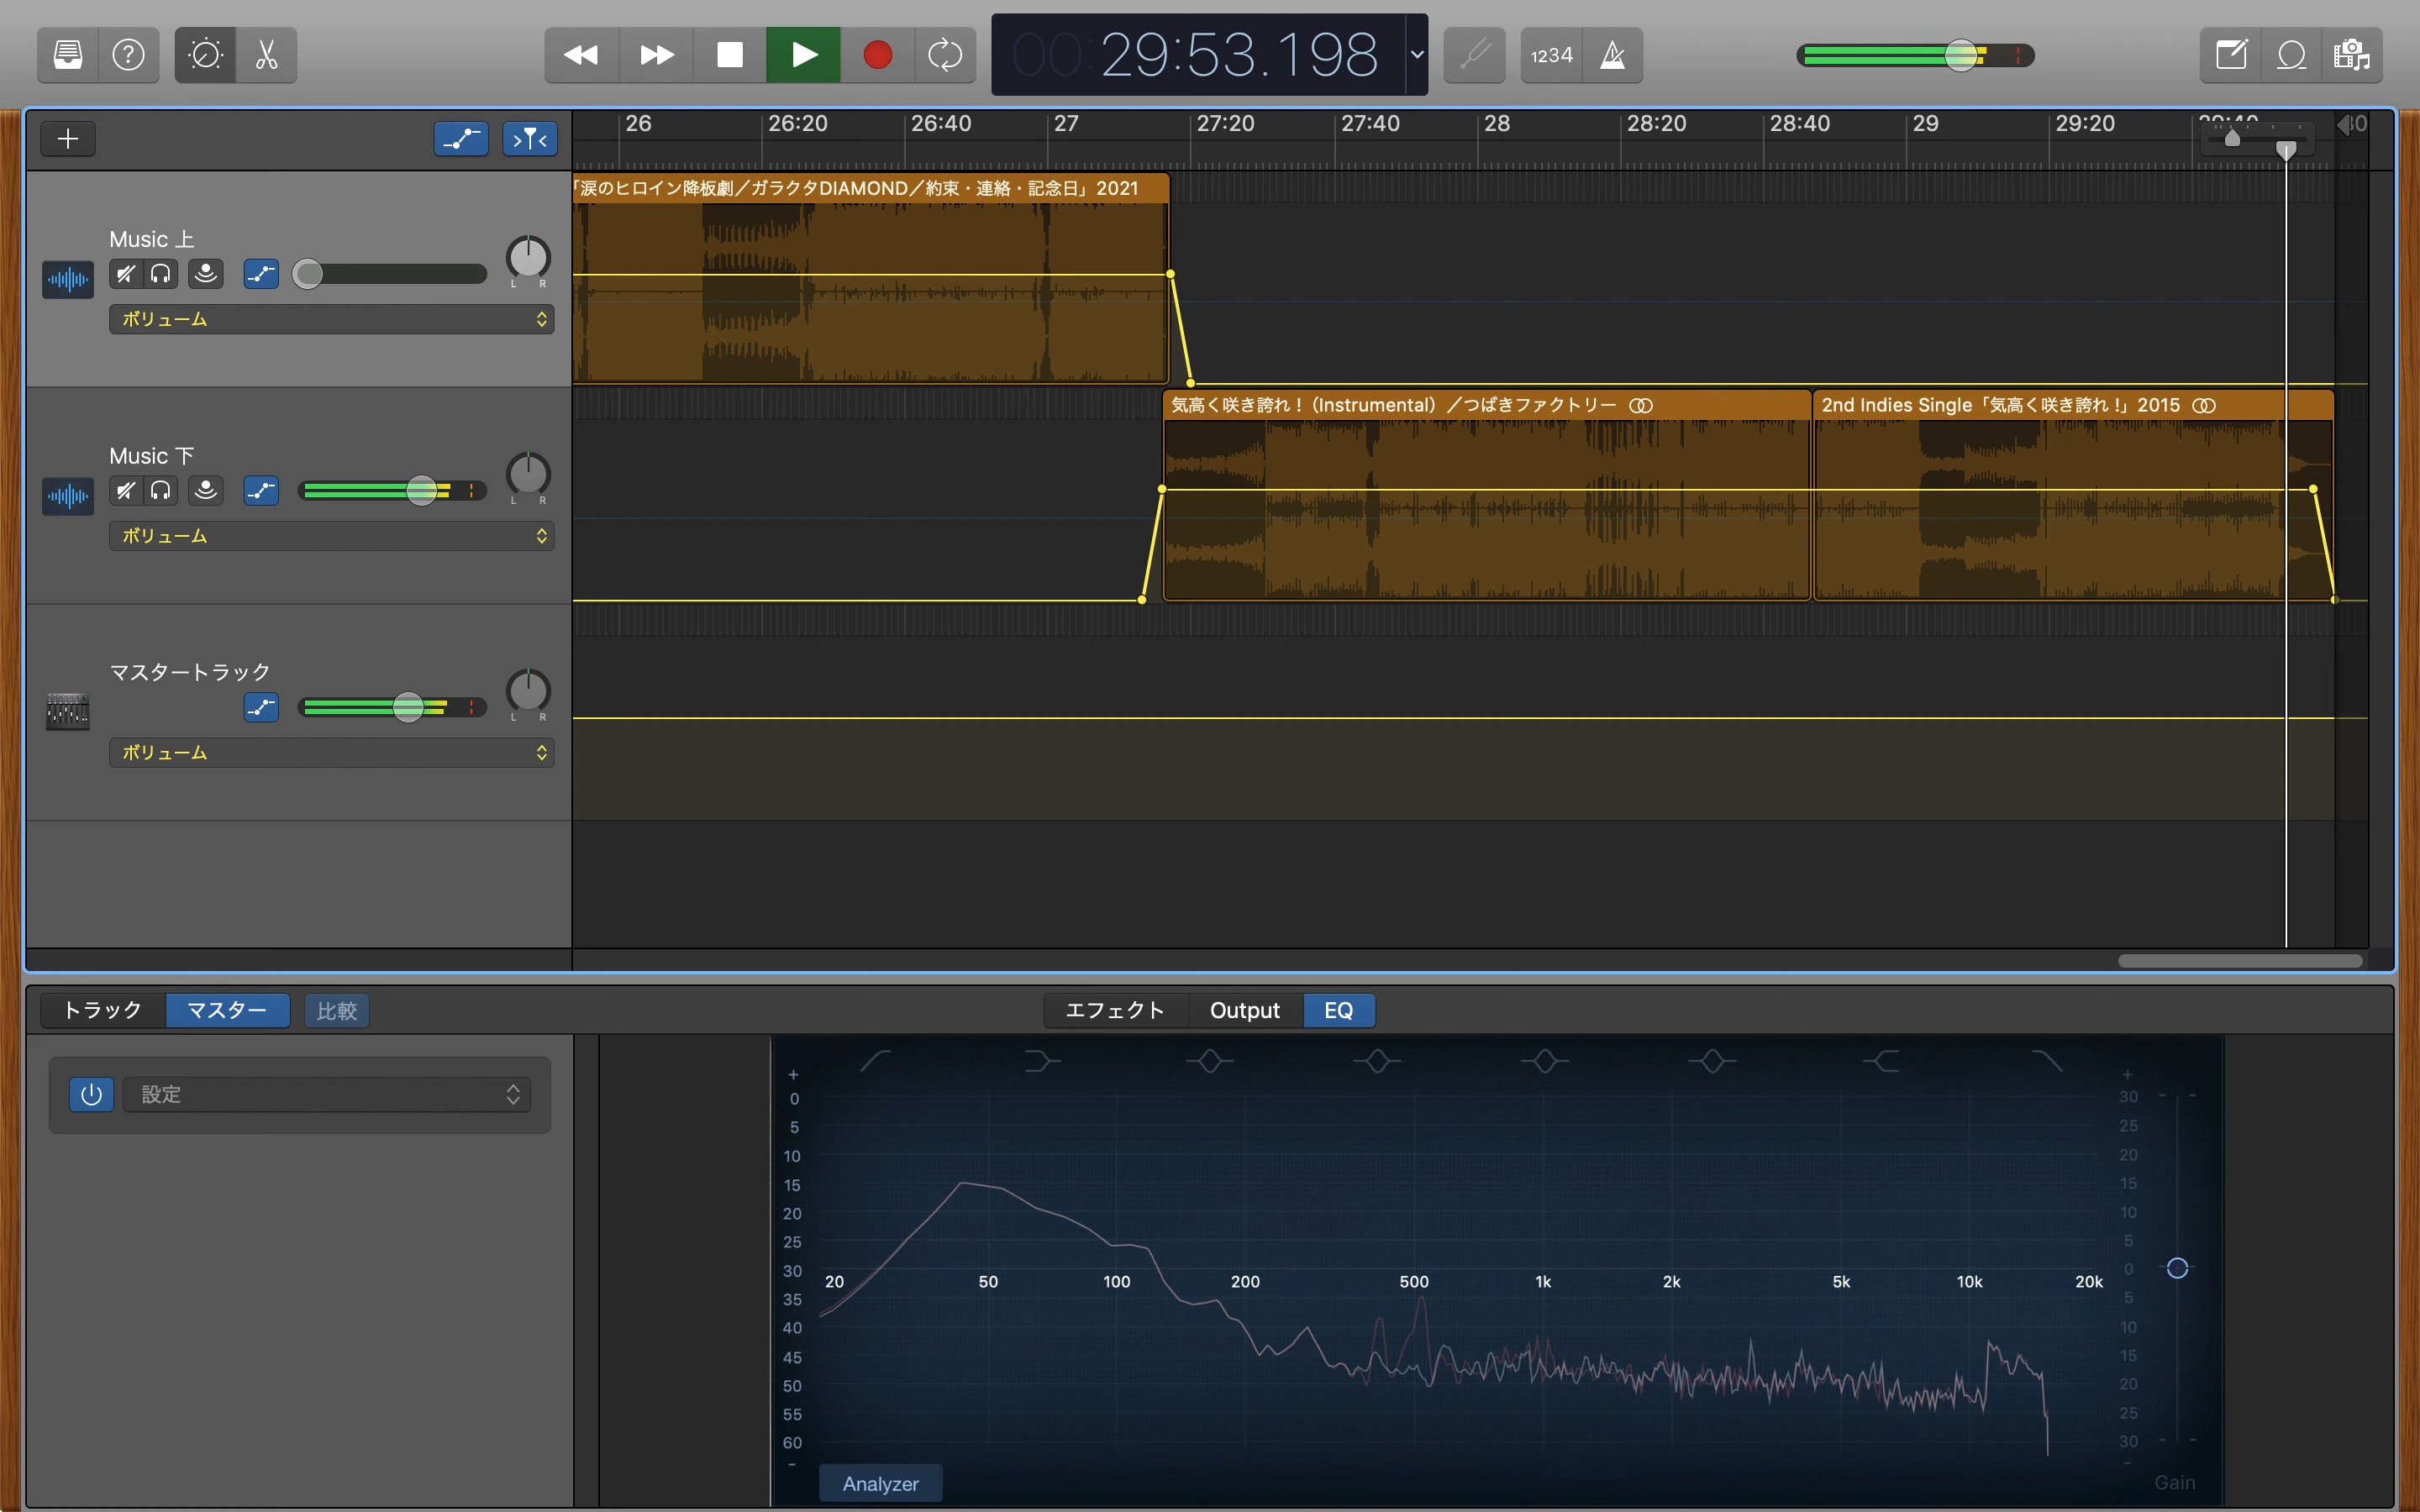 00:29:53.198
1234
26 26:20 26:40 27 27:20 27:40 28 28:20 28:40 29 29:20 29:40
「涙のヒロイン降板劇／ガラクタDIAMOND／約束・連絡・記念日」2021
Music 上
L R
ボリューム
気高く咲き誇れ！（Instrumental）／つばきファクトリー
2nd Indies Single「気高く咲き誇れ！」2015
Music 下
L R
ボリューム
マスタートラック
L R
ボリューム
トラック マスター 比較
エフェクト Output EQ
設定
+ 0 5 10 15 20 25 30 35 40 45 50 55 60 -
20 50 100 200 500 1k 2k 5k 10k 20k
+ 30 25 20 15 10 5 0 5 10 15 20 25 30 -
Analyzer
Gain